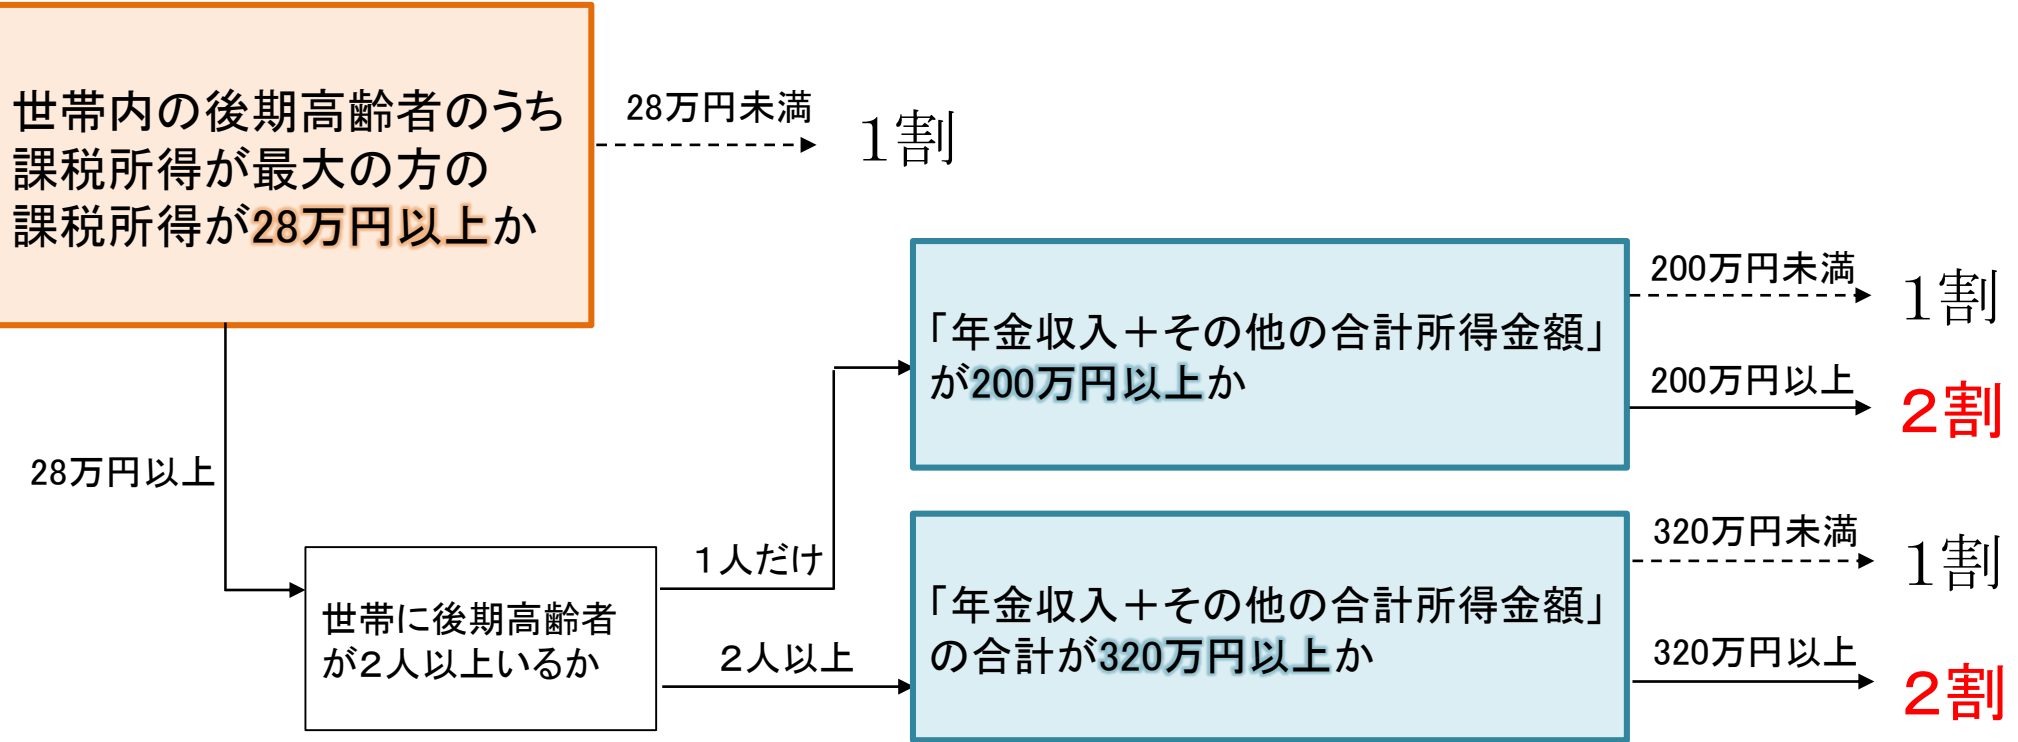 世帯内の後期高齢者のうち
課税所得が最大の方の
課税所得が28万円以上か
28万円未満
1割
28万円以上
世帯に後期高齢者
が2人以上いるか
1人だけ
2人以上
「年金収入+その他の合計所得金額」
が200万円以上か
200万円未満
1割
200万円以上
2割
「年金収入+その他の合計所得金額」
の合計が320万円以上か
320万円未満
1割
320万円以上
2割